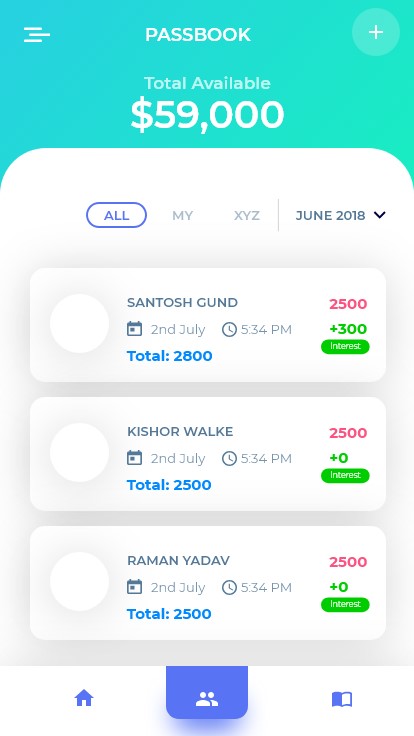 PASSBOOK
Total Available
$59,000
ALL MY XYZ JUNE 2018
SANTOSH GUND 2500
2nd July 5:34 PM +300
Interest
Total: 2800
KISHOR WALKE 2500
2nd July 5:34 PM +0
Interest
Total: 2500
RAMAN YADAV 2500
2nd July 5:34 PM +0
Interest
Total: 2500